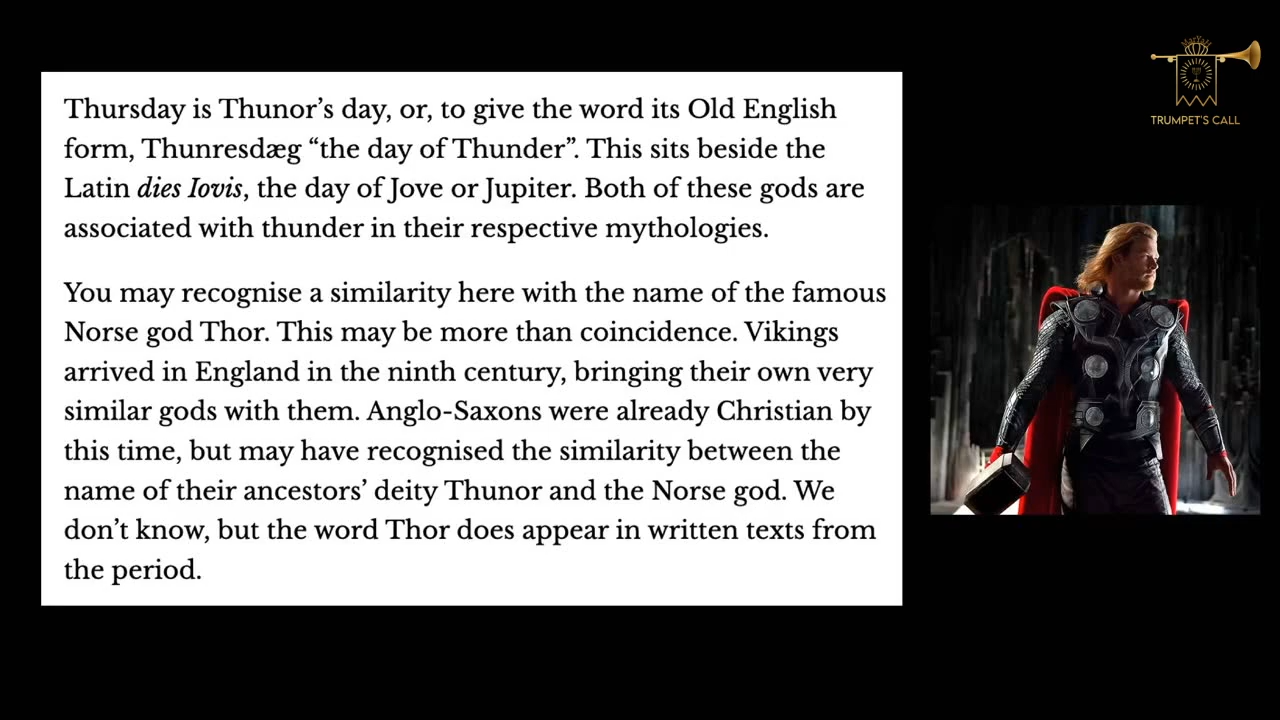 Thursday is Thunor’s day, or, to give the word its Old English
form, Thunresdæg “the day of Thunder”. This sits beside the
Latin dies Iovis, the day of Jove or Jupiter. Both of these gods are
associated with thunder in their respective mythologies.
You may recognise a similarity here with the name of the famous
Norse god Thor. This may be more than coincidence. Vikings
arrived in England in the ninth century, bringing their own very
similar gods with them. Anglo-Saxons were already Christian by
this time, but may have recognised the similarity between the
name of their ancestors’ deity Thunor and the Norse god. We
don’t know, but the word Thor does appear in written texts from
the period.
TRUMPET'S CALL